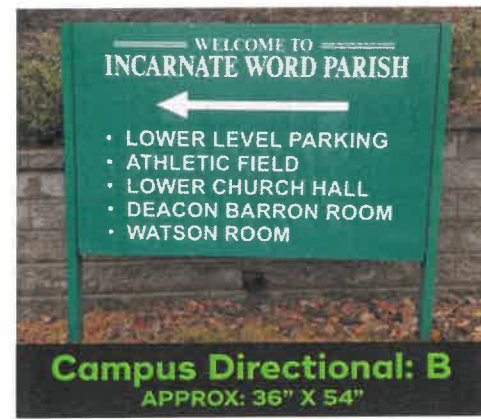 WELCOME TO
INCARNATE WORD PARISH
• LOWER LEVEL PARKING
• ATHLETIC FIELD
• LOWER CHURCH HALL
• DEACON BARRON ROOM
• WATSON ROOM
Campus Directional: B
APPROX: 36" X 54"